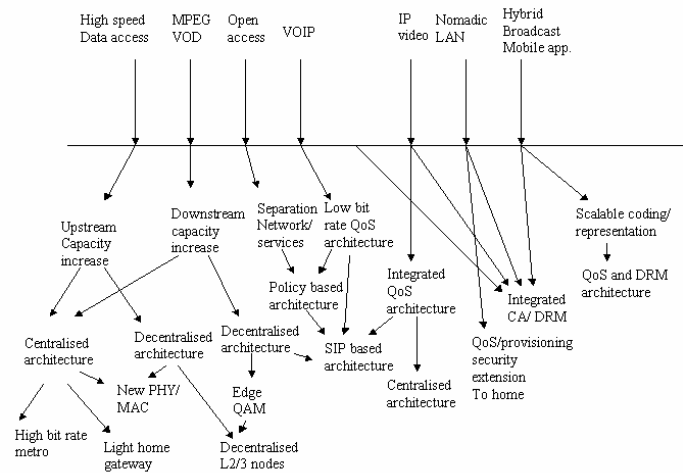 High speed
Data access
MPEG
VOD
Open
access
VOIP
IP
video
Nomadic
LAN
Hybrid
Broadcast
Mobile app.
Upstream
Capacity
increase
Downstream
capacity
increase
Separation
Network/
services
Low bit
rate QoS
architecture
Scalable coding/
representation
Policy based
architecture
Integrated
QoS
architecture
QoS and DRM
architecture
Integrated
CA/ DRM
Centralised
architecture
Decentralised
architecture
Decentralised
architecture
SIP based
architecture
QoS/provisioning
security
extension
To home
New PHY/
MAC
Edge
QAM
Centralised
architecture
High bit rate
metro
Light home
gateway
Decentralised
L2/3 nodes